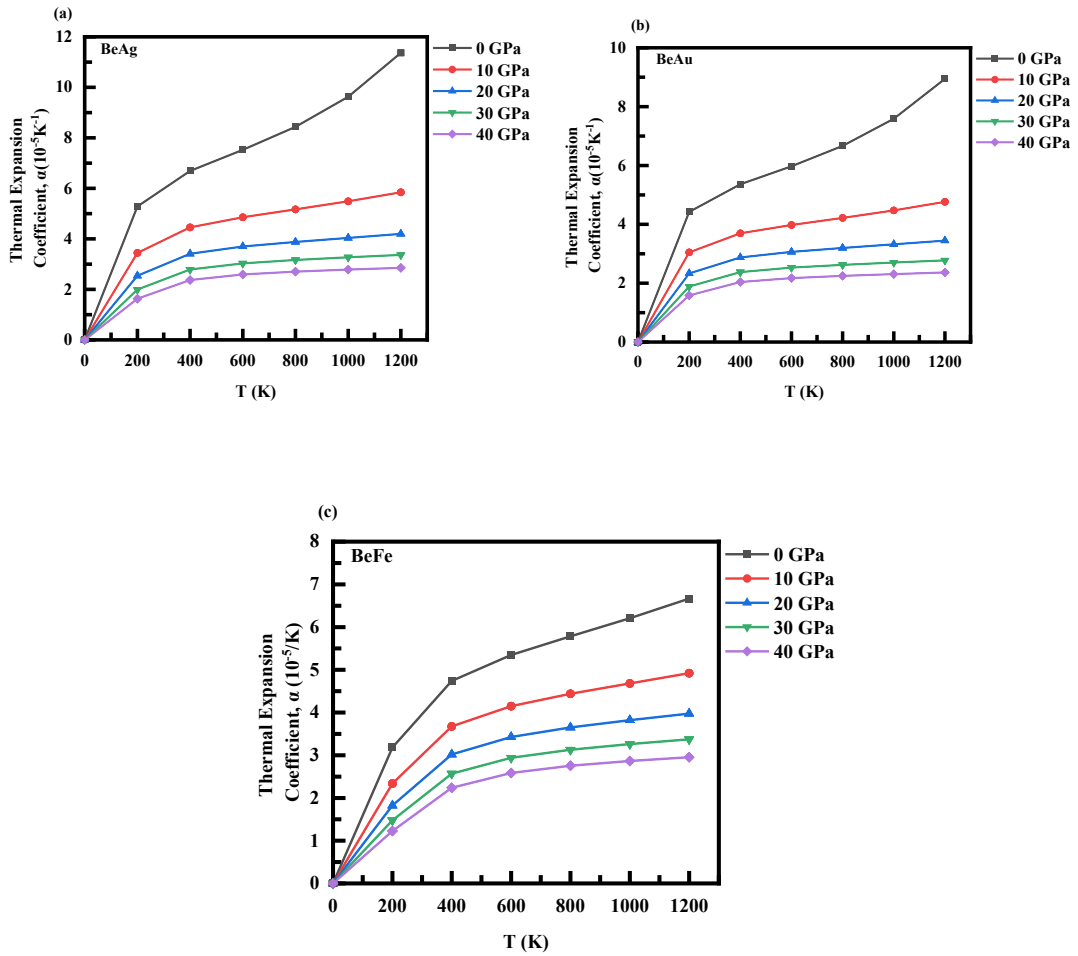 (a)
BeAg
0 GPa
10 GPa
20 GPa
30 GPa
40 GPa
Thermal Expansion
Coefficient, α(10⁻⁵K⁻¹)
12
10
8
6
4
2
0
0 200 400 600 800 1000 1200
T (K)
(b)
BeAu
0 GPa
10 GPa
20 GPa
30 GPa
40 GPa
Thermal Expansion
Coefficient, α(10⁻⁵K⁻¹)
10
8
6
4
2
0
0 200 400 600 800 1000 1200
T (K)
(c)
BeFe
0 GPa
10 GPa
20 GPa
30 GPa
40 GPa
Thermal Expansion
Coefficient, α (10⁻⁵/K)
8
7
6
5
4
3
2
1
0
0 200 400 600 800 1000 1200
T (K)